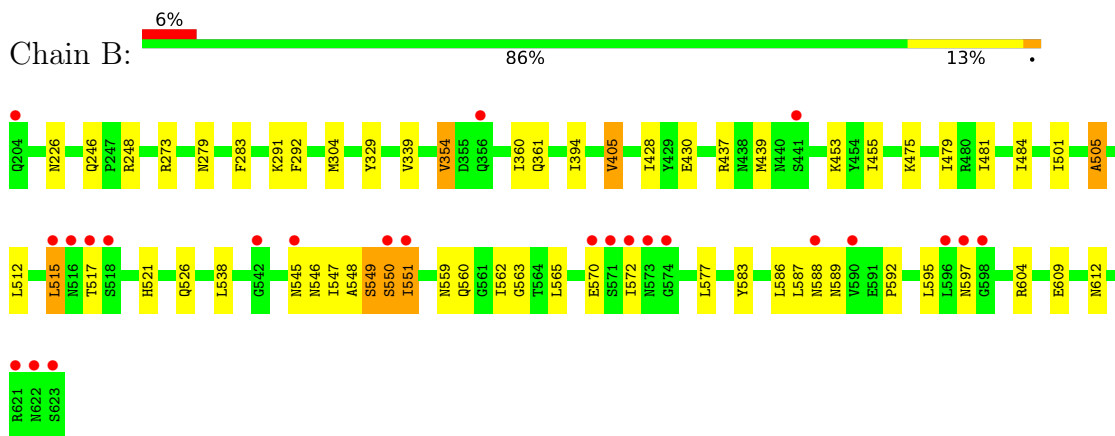 6%
Chain B:
86% 13% •
Q204 N226 Q246 P247 R248 R273 N279 F283 K291 F292 M304 Y329 V339 V354 D355 Q356 I360 Q361 I394 V405 I428 Y429 E430 R437 N438 M439 N440 S441 K453 Y454 I455 K475 I479 R480 I481 I484 I501 A505
L512 L515 N516 T517 S518 H521 Q526 L538 G542 N545 N546 I547 A548 S549 S550 I551 N559 Q560 G561 I562 G563 T564 L565 E570 S571 I572 N573 G574 L577 Y583 L586 L587 N588 N589 V590 E591 P592 L595 L596 N597 G598 R604 E609 N612
R621 N622 S623